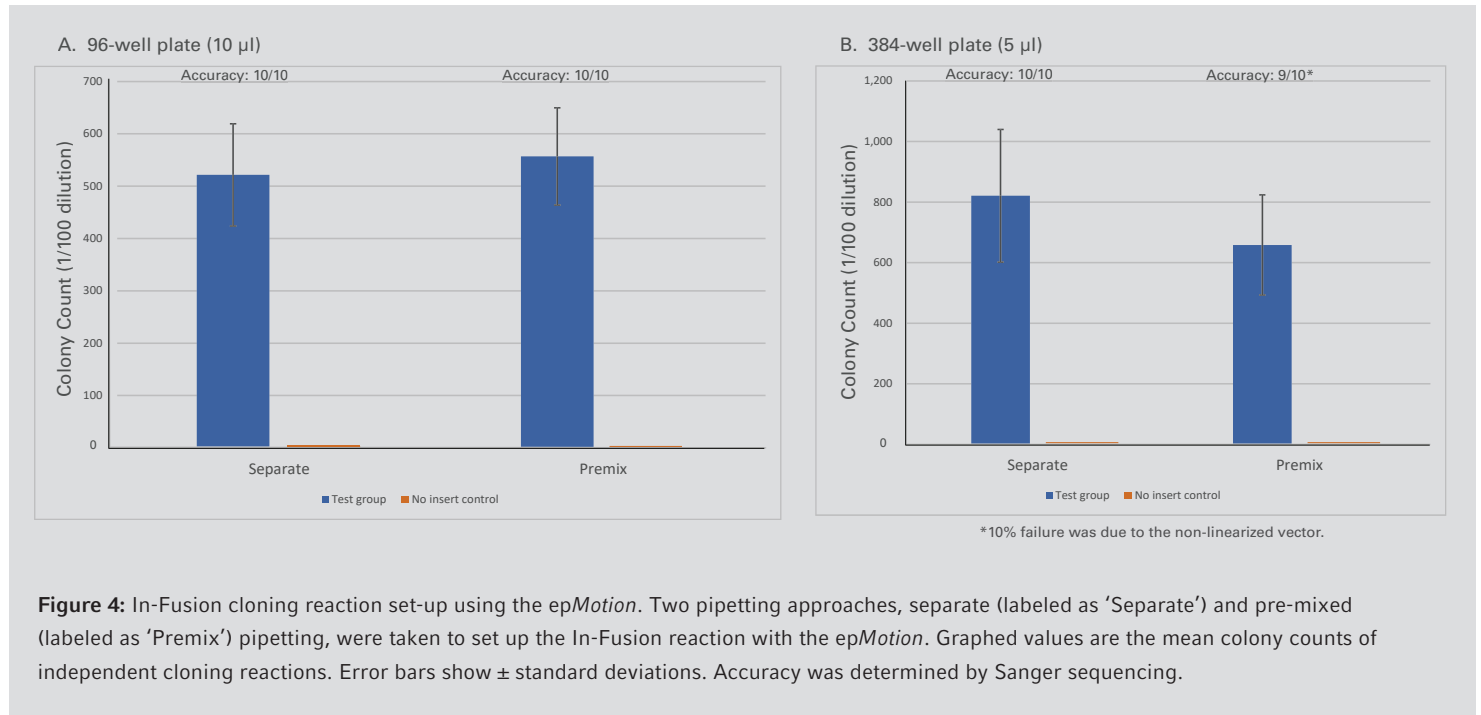 A. 96-well plate (10 µl)
Accuracy: 10/10
Accuracy: 10/10
700
600
500
400
300
200
100
0
Colony Count (1/100 dilution)
Separate
Premix
Test group
No insert control
B. 384-well plate (5 µl)
Accuracy: 10/10
Accuracy: 9/10*
1,200
1,000
800
600
400
200
0
Colony Count (1/100 dilution)
Separate
Premix
Test group
No insert control
*10% failure was due to the non-linearized vector.
Figure 4: In-Fusion cloning reaction set-up using the epMotion. Two pipetting approaches, separate (labeled as ‘Separate’) and pre-mixed
(labeled as ‘Premix’) pipetting, were taken to set up the In-Fusion reaction with the epMotion. Graphed values are the mean colony counts of
independent cloning reactions. Error bars show ± standard deviations. Accuracy was determined by Sanger sequencing.